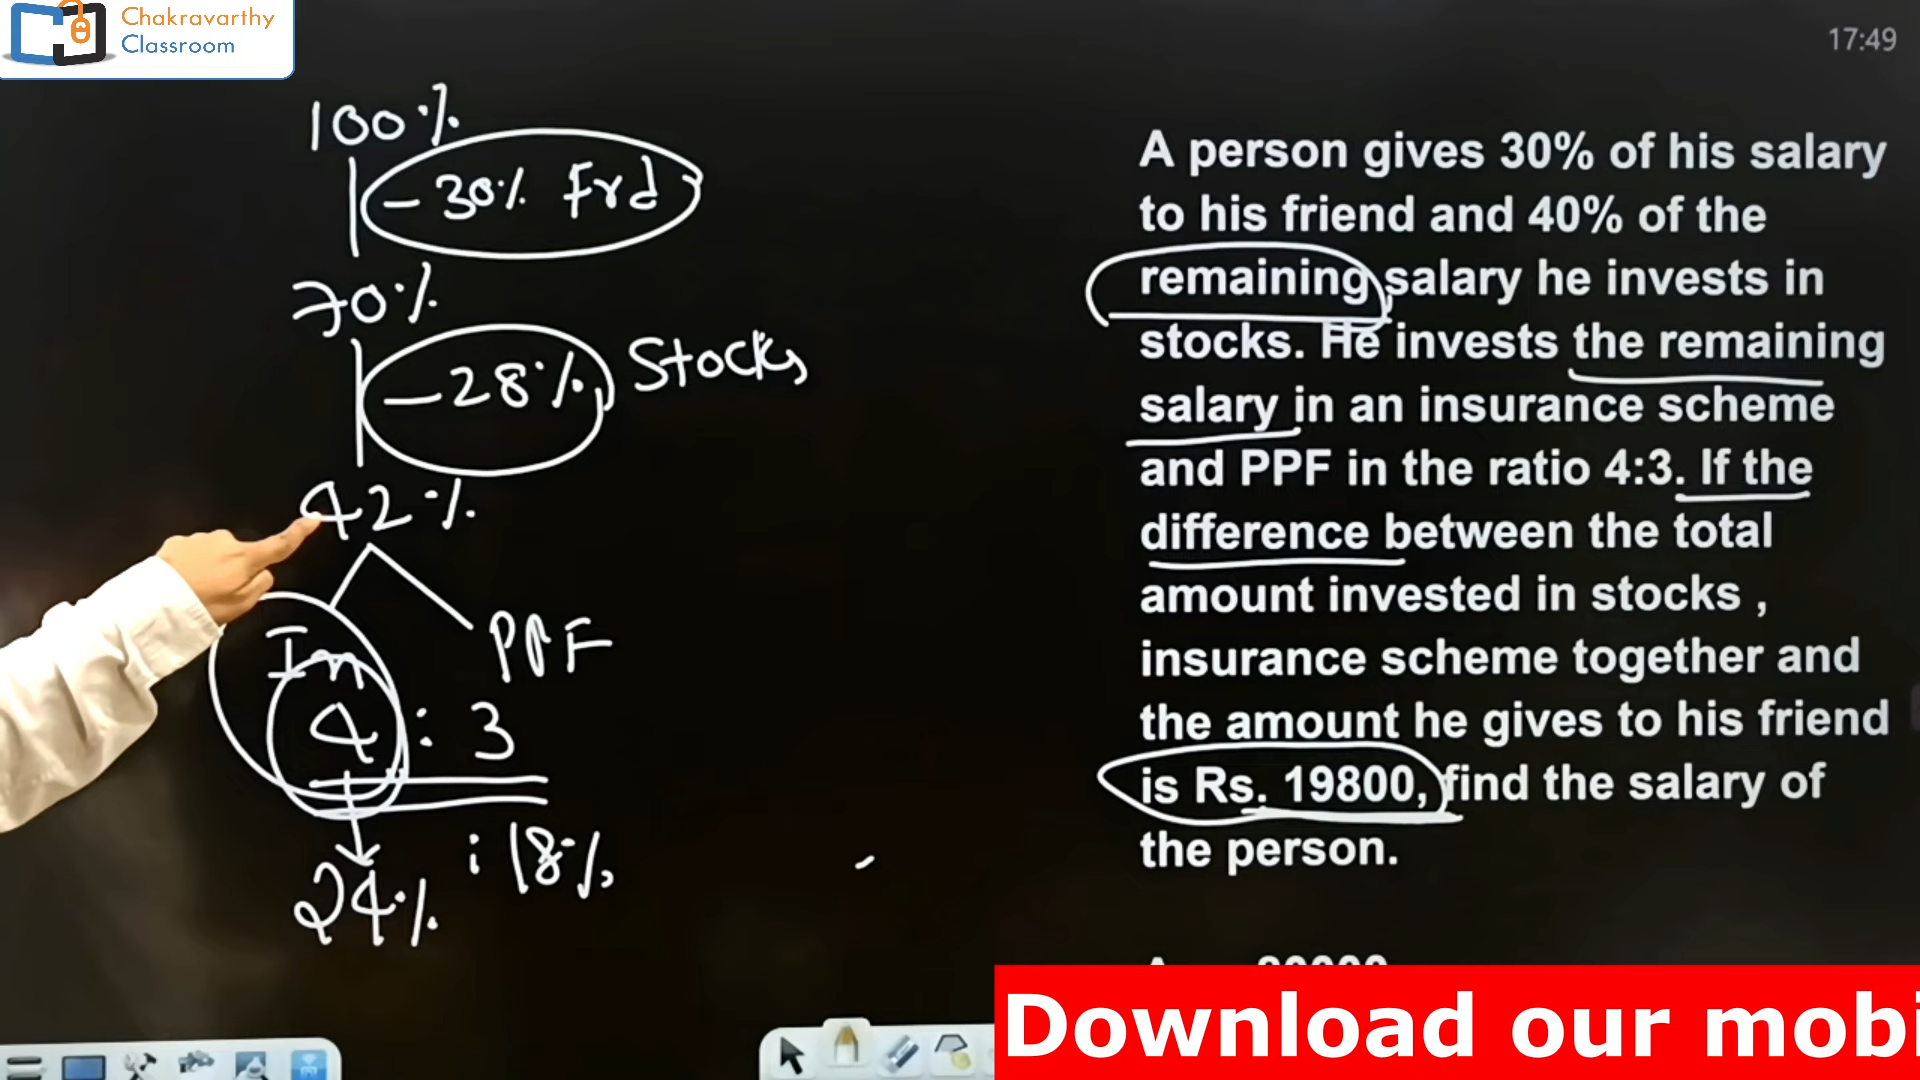 Chakravarthy
Classroom
17:49
100%
-30% Frd
70%
-28% Stocks
42%
In PPF
4 : 3
24% : 18%
A person gives 30% of his salary
to his friend and 40% of the
remaining salary he invests in
stocks. He invests the remaining
salary in an insurance scheme
and PPF in the ratio 4:3. If the
difference between the total
amount invested in stocks ,
insurance scheme together and
the amount he gives to his friend
is Rs. 19800, find the salary of
the person.
Download our mobi